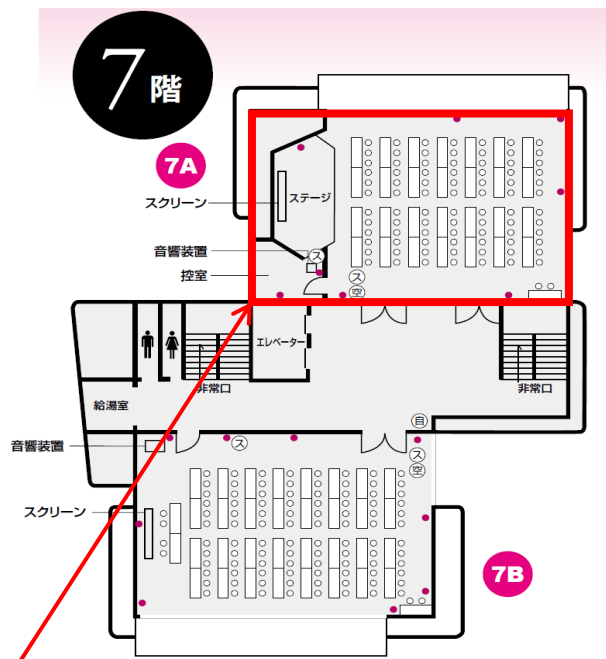 7階
7A
スクリーン
ステージ
音響装置
ス
控室
ス
空
エレベーター
非常口
非常口
給湯室
自
音響装置
ス
ス
空
スクリーン
7B